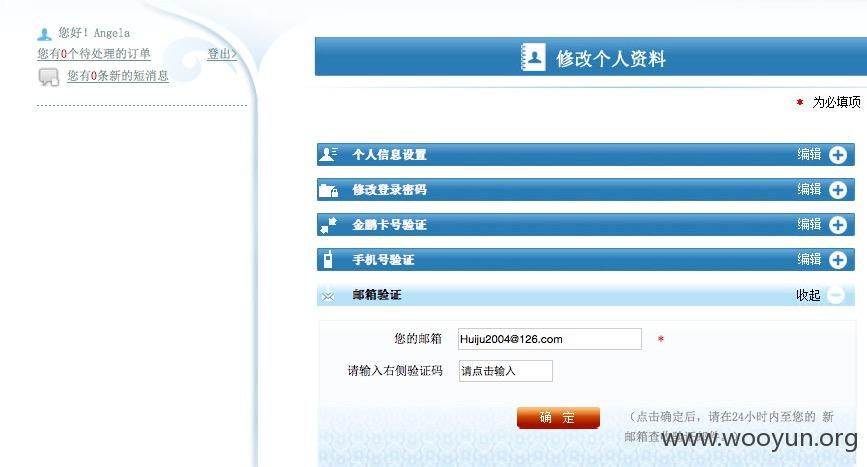 您好！Angela
您有0个待处理的订单 登出>
您有0条新的短消息
修改个人资料
* 为必填项
个人信息设置 编辑
修改登录密码 编辑
金鹏卡号验证 编辑
手机号验证 编辑
邮箱验证 收起
您的邮箱 Huiju2004@126.com *
请输入右侧验证码 请点击输入
确 定 （点击确定后，请在24小时内至您的 新
邮箱查收验证邮件。）
www.wooyun.org